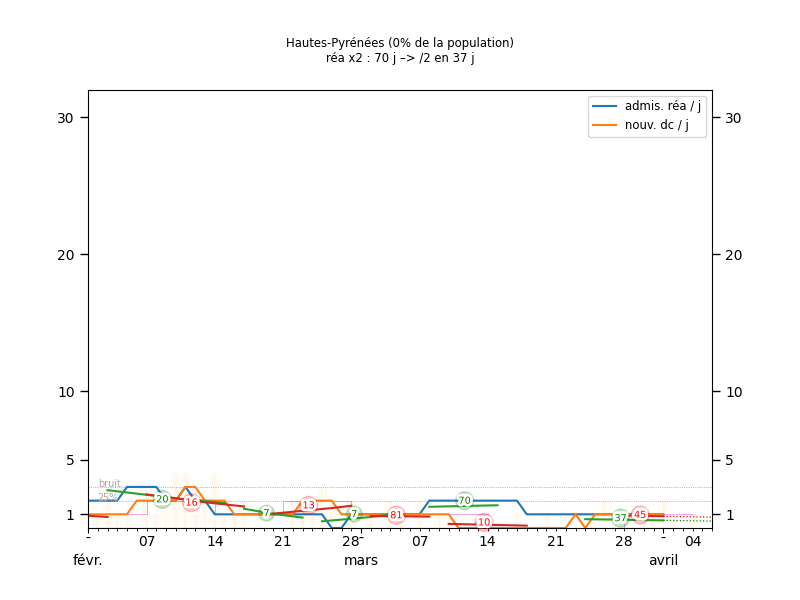 Hautes-Pyrénées (0% de la population)
réa x2 : 70 j –> /2 en 37 j
admis. réa / j
nouv. dc / j
30 30
20 20
10 10
5 5
1 1
bruit
25%
20 16 7 13 7 81 70 10 37 45
- 07 14 21 28 - 07 14 21 28 - 04
févr. mars avril